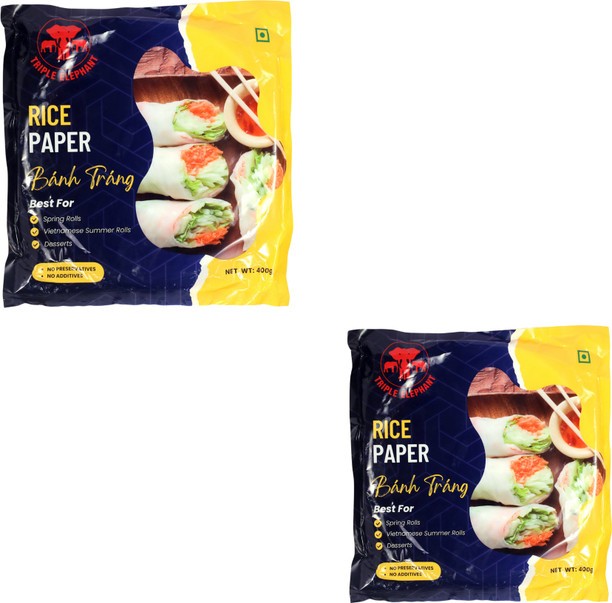 TRIPLE ELEPHANT
RICE
PAPER
Bánh Tráng
Best For
Spring Rolls
Vietnamese Summer Rolls
Desserts
• NO PRESERVATIVES
• NO ADDITIVES
NET WT: 400g
TRIPLE ELEPHANT
RICE
PAPER
Bánh Tráng
Best For
Spring Rolls
Vietnamese Summer Rolls
Desserts
• NO PRESERVATIVES
• NO ADDITIVES
NET WT: 400g